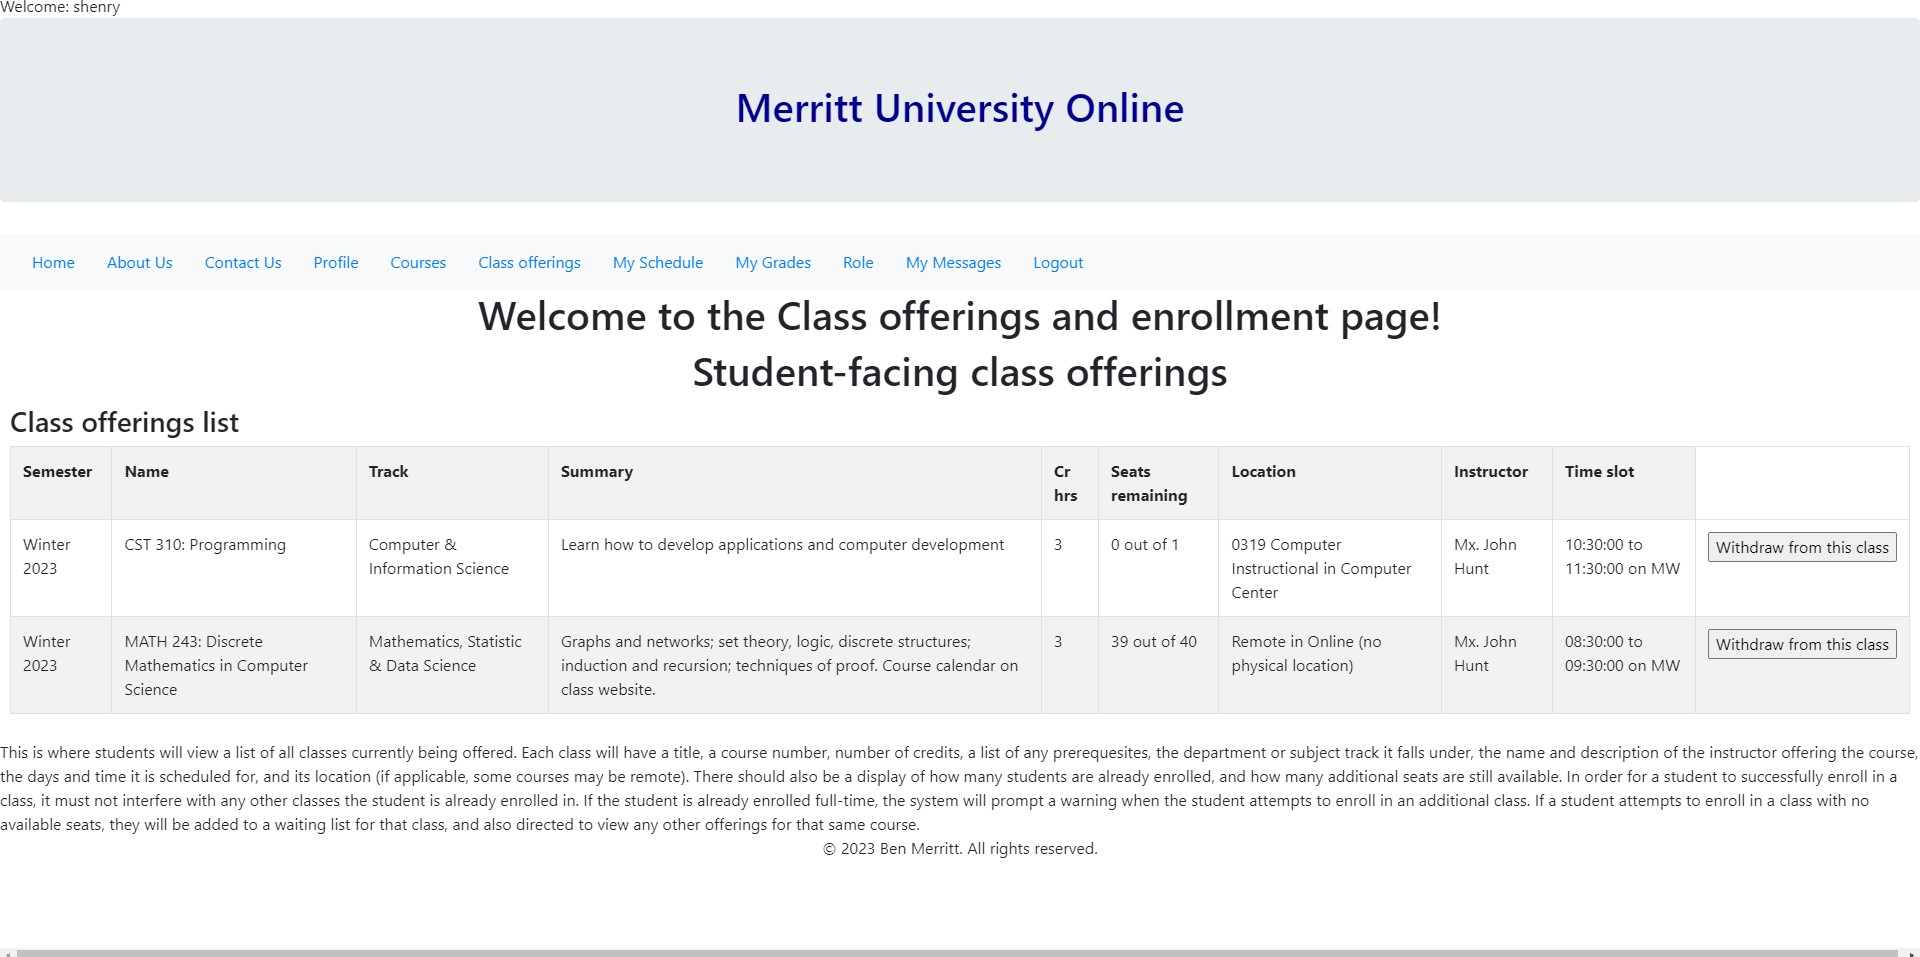 Welcome: shenry
Merritt University Online
Home About Us Contact Us Profile Courses Class offerings My Schedule My Grades Role My Messages Logout
Welcome to the Class offerings and enrollment page!
Student-facing class offerings
Class offerings list
Semester Name Track Summary Cr hrs Seats remaining Location Instructor Time slot
Winter 2023 CST 310: Programming Computer & Information Science Learn how to develop applications and computer development 3 0 out of 1 0319 Computer Instructional in Computer Center Mx. John Hunt 10:30:00 to 11:30:00 on MW Withdraw from this class
Winter 2023 MATH 243: Discrete Mathematics in Computer Science Mathematics, Statistic & Data Science Graphs and networks; set theory, logic, discrete structures; induction and recursion; techniques of proof. Course calendar on class website. 3 39 out of 40 Remote in Online (no physical location) Mx. John Hunt 08:30:00 to 09:30:00 on MW Withdraw from this class
This is where students will view a list of all classes currently being offered. Each class will have a title, a course number, number of credits, a list of any prerequesites, the department or subject track it falls under, the name and description of the instructor offering the course,
the days and time it is scheduled for, and its location (if applicable, some courses may be remote). There should also be a display of how many students are already enrolled, and how many additional seats are still available. In order for a student to successfully enroll in a
class, it must not interfere with any other classes the student is already enrolled in. If the student is already enrolled full-time, the system will prompt a warning when the student attempts to enroll in an additional class. If a student attempts to enroll in a class with no
available seats, they will be added to a waiting list for that class, and also directed to view any other offerings for that same course.
© 2023 Ben Merritt. All rights reserved.